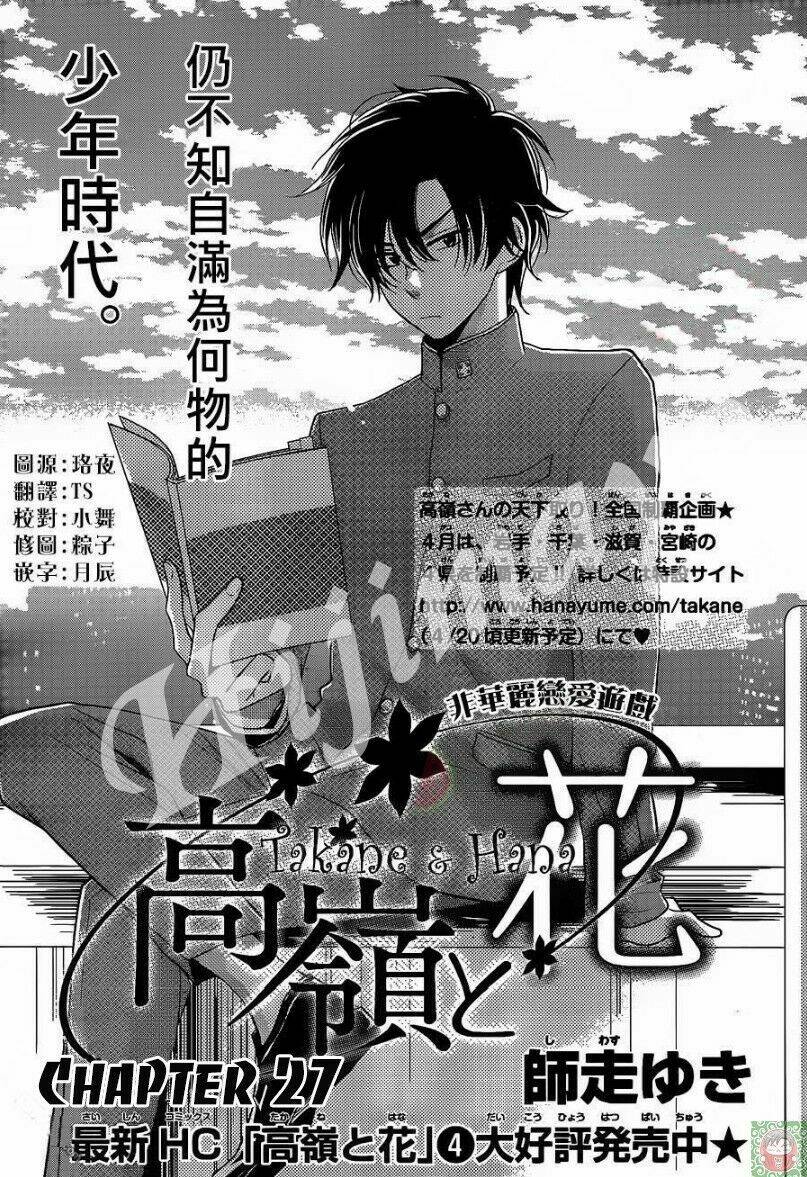 仍不知自滿為何物的
少年時代。
圖源:珞夜
翻譯:TS
校對:小舞
修圖:粽子
嵌字:月辰
高嶺さんの天下取り!全国制覇企画★
4月は、岩手・千葉・滋賀・宮崎の
4県を制覇予定!!詳しくは特設サイト
http://www.hanayume.com/takane
(4/20頃更新予定)にて♥
Hijinsei
非華麗戀愛遊戲
高嶺と花
Takane & Hana
CHAPTER 27
しわす
師走ゆき
さいしん コミックス たかね はな だいこうひょうはつばいちゅう
最新HC「高嶺と花」4大好評発売中★